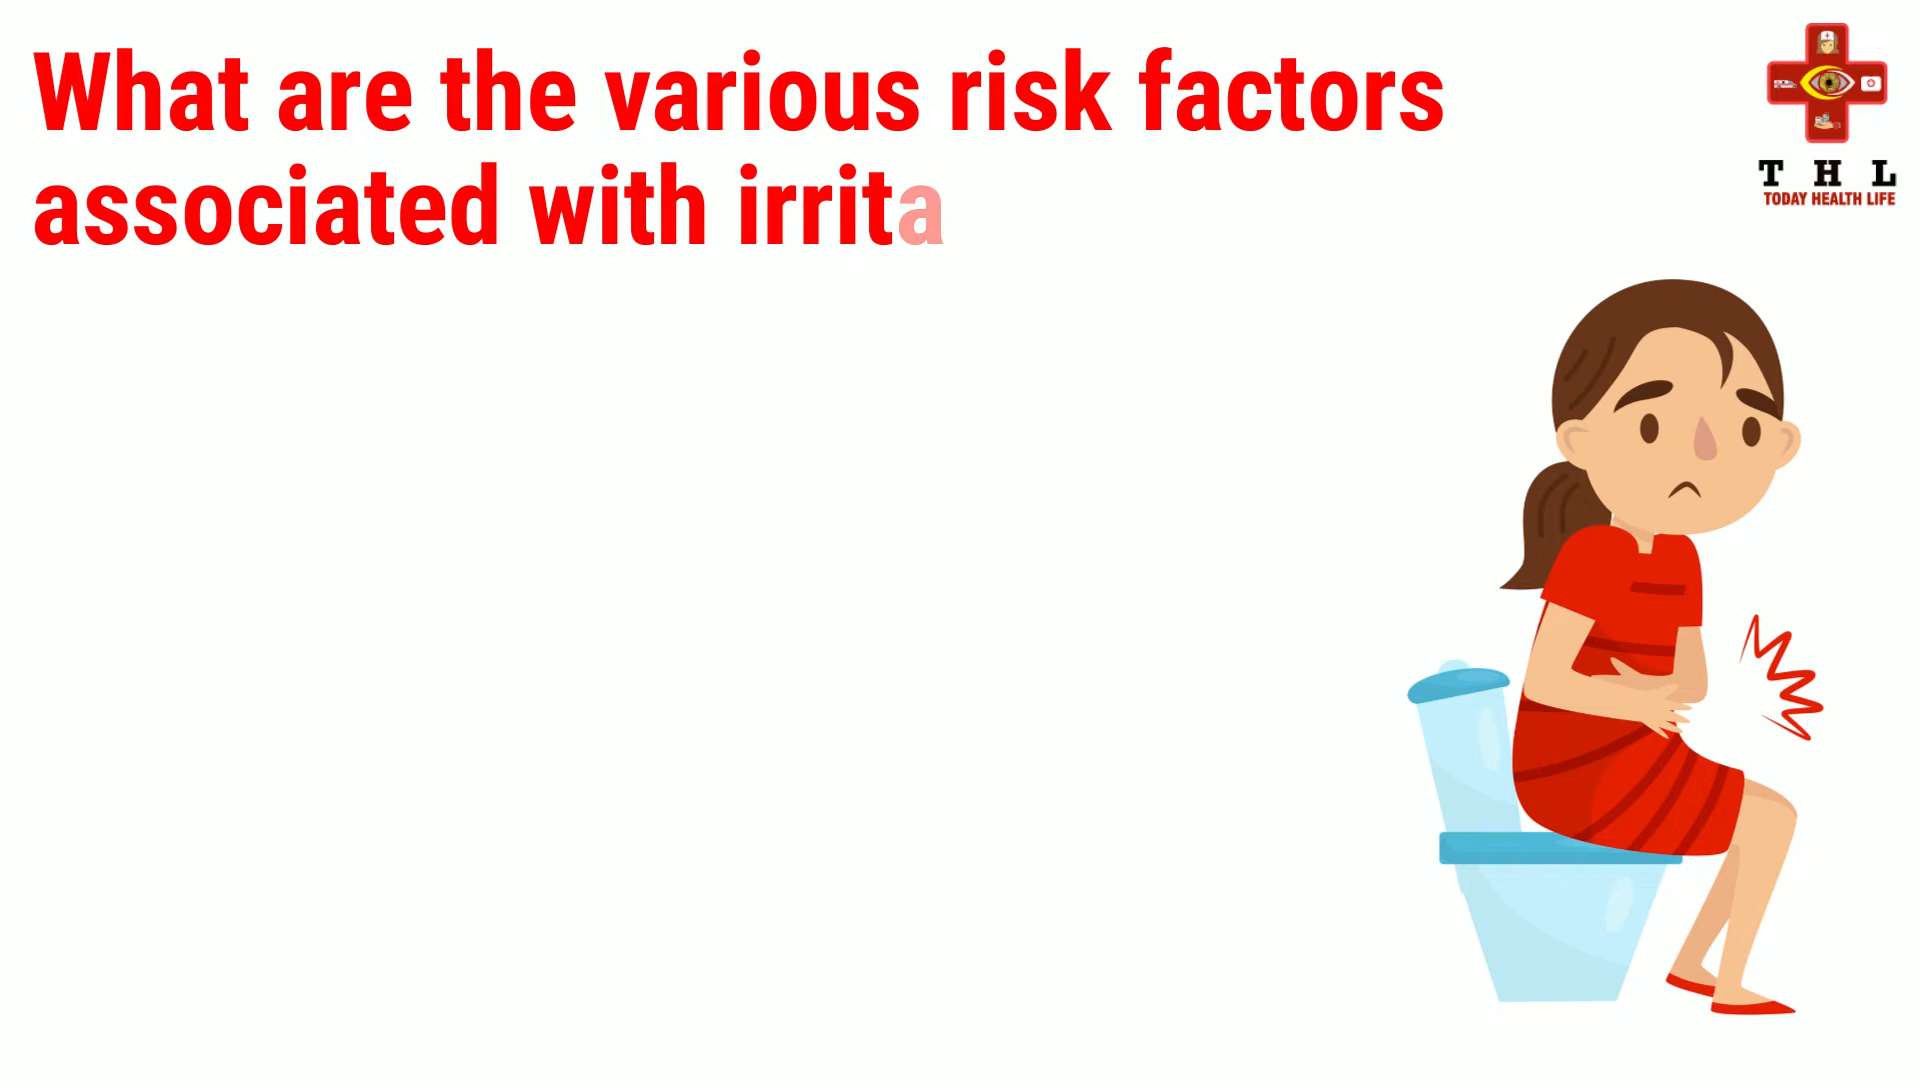 What are the various risk factors
associated with irrita
T H L
TODAY HEALTH LIFE